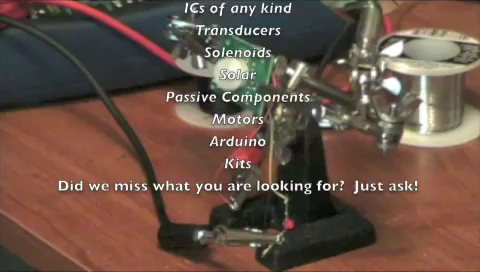 ICs of any kind
Transducers
Solenoids
Solar
Passive Components
Motors
Arduino
Kits
Did we miss what you are looking for? Just ask!